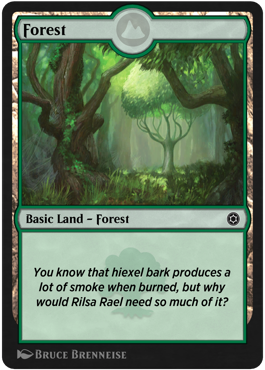 Forest
Basic Land – Forest
You know that hiexel bark produces a
lot of smoke when burned, but why
would Rilsa Rael need so much of it?
Bruce Brenneise